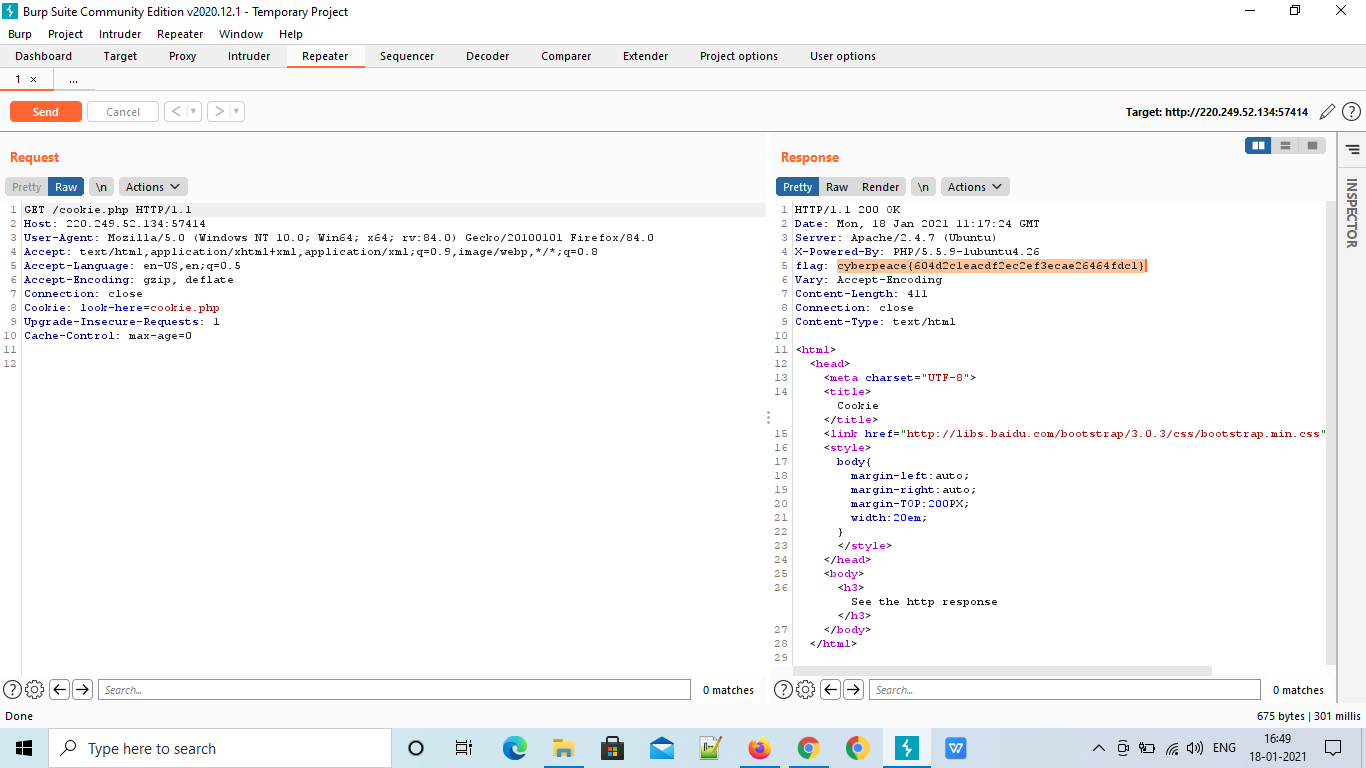 Burp Suite Community Edition v2020.12.1 - Temporary Project
Burp Project Intruder Repeater Window Help
Dashboard Target Proxy Intruder Repeater Sequencer Decoder Comparer Extender Project options User options
1 × ...
Send Cancel < > Target: http://220.249.52.134:57414 ?
Request
Pretty Raw \n Actions
1 GET /cookie.php HTTP/1.1
2 Host: 220.249.52.134:57414
3 User-Agent: Mozilla/5.0 (Windows NT 10.0; Win64; x64; rv:84.0) Gecko/20100101 Firefox/84.0
4 Accept: text/html,application/xhtml+xml,application/xml;q=0.9,image/webp,*/*;q=0.8
5 Accept-Language: en-US,en;q=0.5
6 Accept-Encoding: gzip, deflate
7 Connection: close
8 Cookie: look-here=cookie.php
9 Upgrade-Insecure-Requests: 1
10 Cache-Control: max-age=0
11
12
? Search... 0 matches
Response
Pretty Raw Render \n Actions
1 HTTP/1.1 200 OK
2 Date: Mon, 18 Jan 2021 11:17:24 GMT
3 Server: Apache/2.4.7 (Ubuntu)
4 X-Powered-By: PHP/5.5.9-1ubuntu4.26
5 flag: cyberpeace{604d2c1eacdf2ec2ef3ecae26464fdc1}
6 Vary: Accept-Encoding
7 Content-Length: 411
8 Connection: close
9 Content-Type: text/html
10
11 <html>
12 <head>
13 <meta charset="UTF-8">
14 <title>
Cookie
</title>
15 <link href="http://libs.baidu.com/bootstrap/3.0.3/css/bootstrap.min.css"
16 <style>
17 body{
18 margin-left:auto;
19 margin-right:auto;
20 margin-TOP:200PX;
21 width:20em;
22 }
23 </style>
24 </head>
25 <body>
26 <h3>
See the http response
</h3>
27 </body>
28 </html>
29
? Search... 0 matches
INSPECTOR
Done 675 bytes | 301 millis
Type here to search
ENG
16:49
18-01-2021